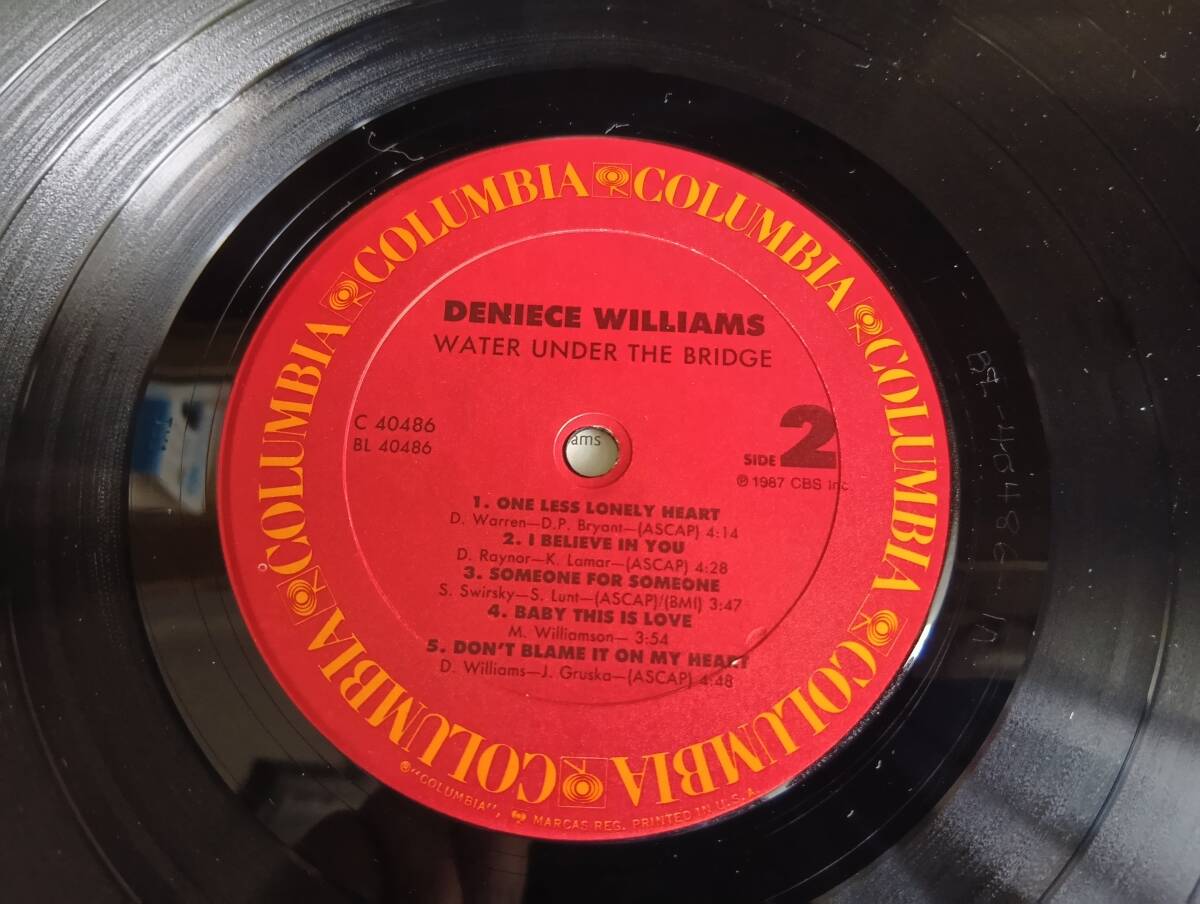 COLUMBIA COLUMBIA COLUMBIA COLUMBIA COLUMBIA COLUMBIA COLUMBIA COLUMBIA
DENIECE WILLIAMS
WATER UNDER THE BRIDGE
C 40486
BL 40486
ams
SIDE 2
℗ 1987 CBS Inc.
1. ONE LESS LONELY HEART
D. Warren—D.P. Bryant—(ASCAP) 4:14
2. I BELIEVE IN YOU
D. Raynor—K. Lamar—(ASCAP) 4:28
3. SOMEONE FOR SOMEONE
S. Swirsky—S. Lunt—(ASCAP)/(BMI) 3:47
4. BABY THIS IS LOVE
M. Williamson— 3:54
5. DON'T BLAME IT ON MY HEART
D. Williams—J. Gruska—(ASCAP) 4:48
®"COLUMBIA", MARCAS REG. PRINTED IN U.S.A.